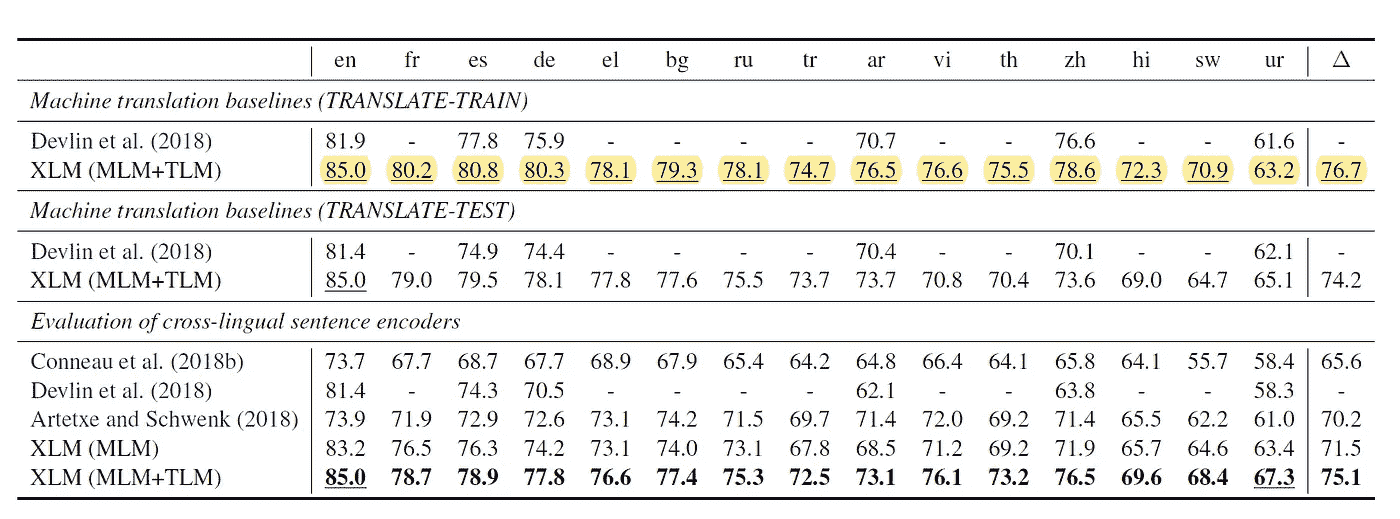 en fr es de el bg ru tr ar vi th zh hi sw ur Δ
Machine translation baselines (TRANSLATE-TRAIN)
Devlin et al. (2018) 81.9 - 77.8 75.9 - - - - 70.7 - - 76.6 - - 61.6 -
XLM (MLM+TLM) 85.0 80.2 80.8 80.3 78.1 79.3 78.1 74.7 76.5 76.6 75.5 78.6 72.3 70.9 63.2 76.7
Machine translation baselines (TRANSLATE-TEST)
Devlin et al. (2018) 81.4 - 74.9 74.4 - - - - 70.4 - - 70.1 - - 62.1 -
XLM (MLM+TLM) 85.0 79.0 79.5 78.1 77.8 77.6 75.5 73.7 73.7 70.8 70.4 73.6 69.0 64.7 65.1 74.2
Evaluation of cross-lingual sentence encoders
Conneau et al. (2018b) 73.7 67.7 68.7 67.7 68.9 67.9 65.4 64.2 64.8 66.4 64.1 65.8 64.1 55.7 58.4 65.6
Devlin et al. (2018) 81.4 - 74.3 70.5 - - - - 62.1 - - 63.8 - - 58.3 -
Artetxe and Schwenk (2018) 73.9 71.9 72.9 72.6 73.1 74.2 71.5 69.7 71.4 72.0 69.2 71.4 65.5 62.2 61.0 70.2
XLM (MLM) 83.2 76.5 76.3 74.2 73.1 74.0 73.1 67.8 68.5 71.2 69.2 71.9 65.7 64.6 63.4 71.5
XLM (MLM+TLM) 85.0 78.7 78.9 77.8 76.6 77.4 75.3 72.5 73.1 76.1 73.2 76.5 69.6 68.4 67.3 75.1